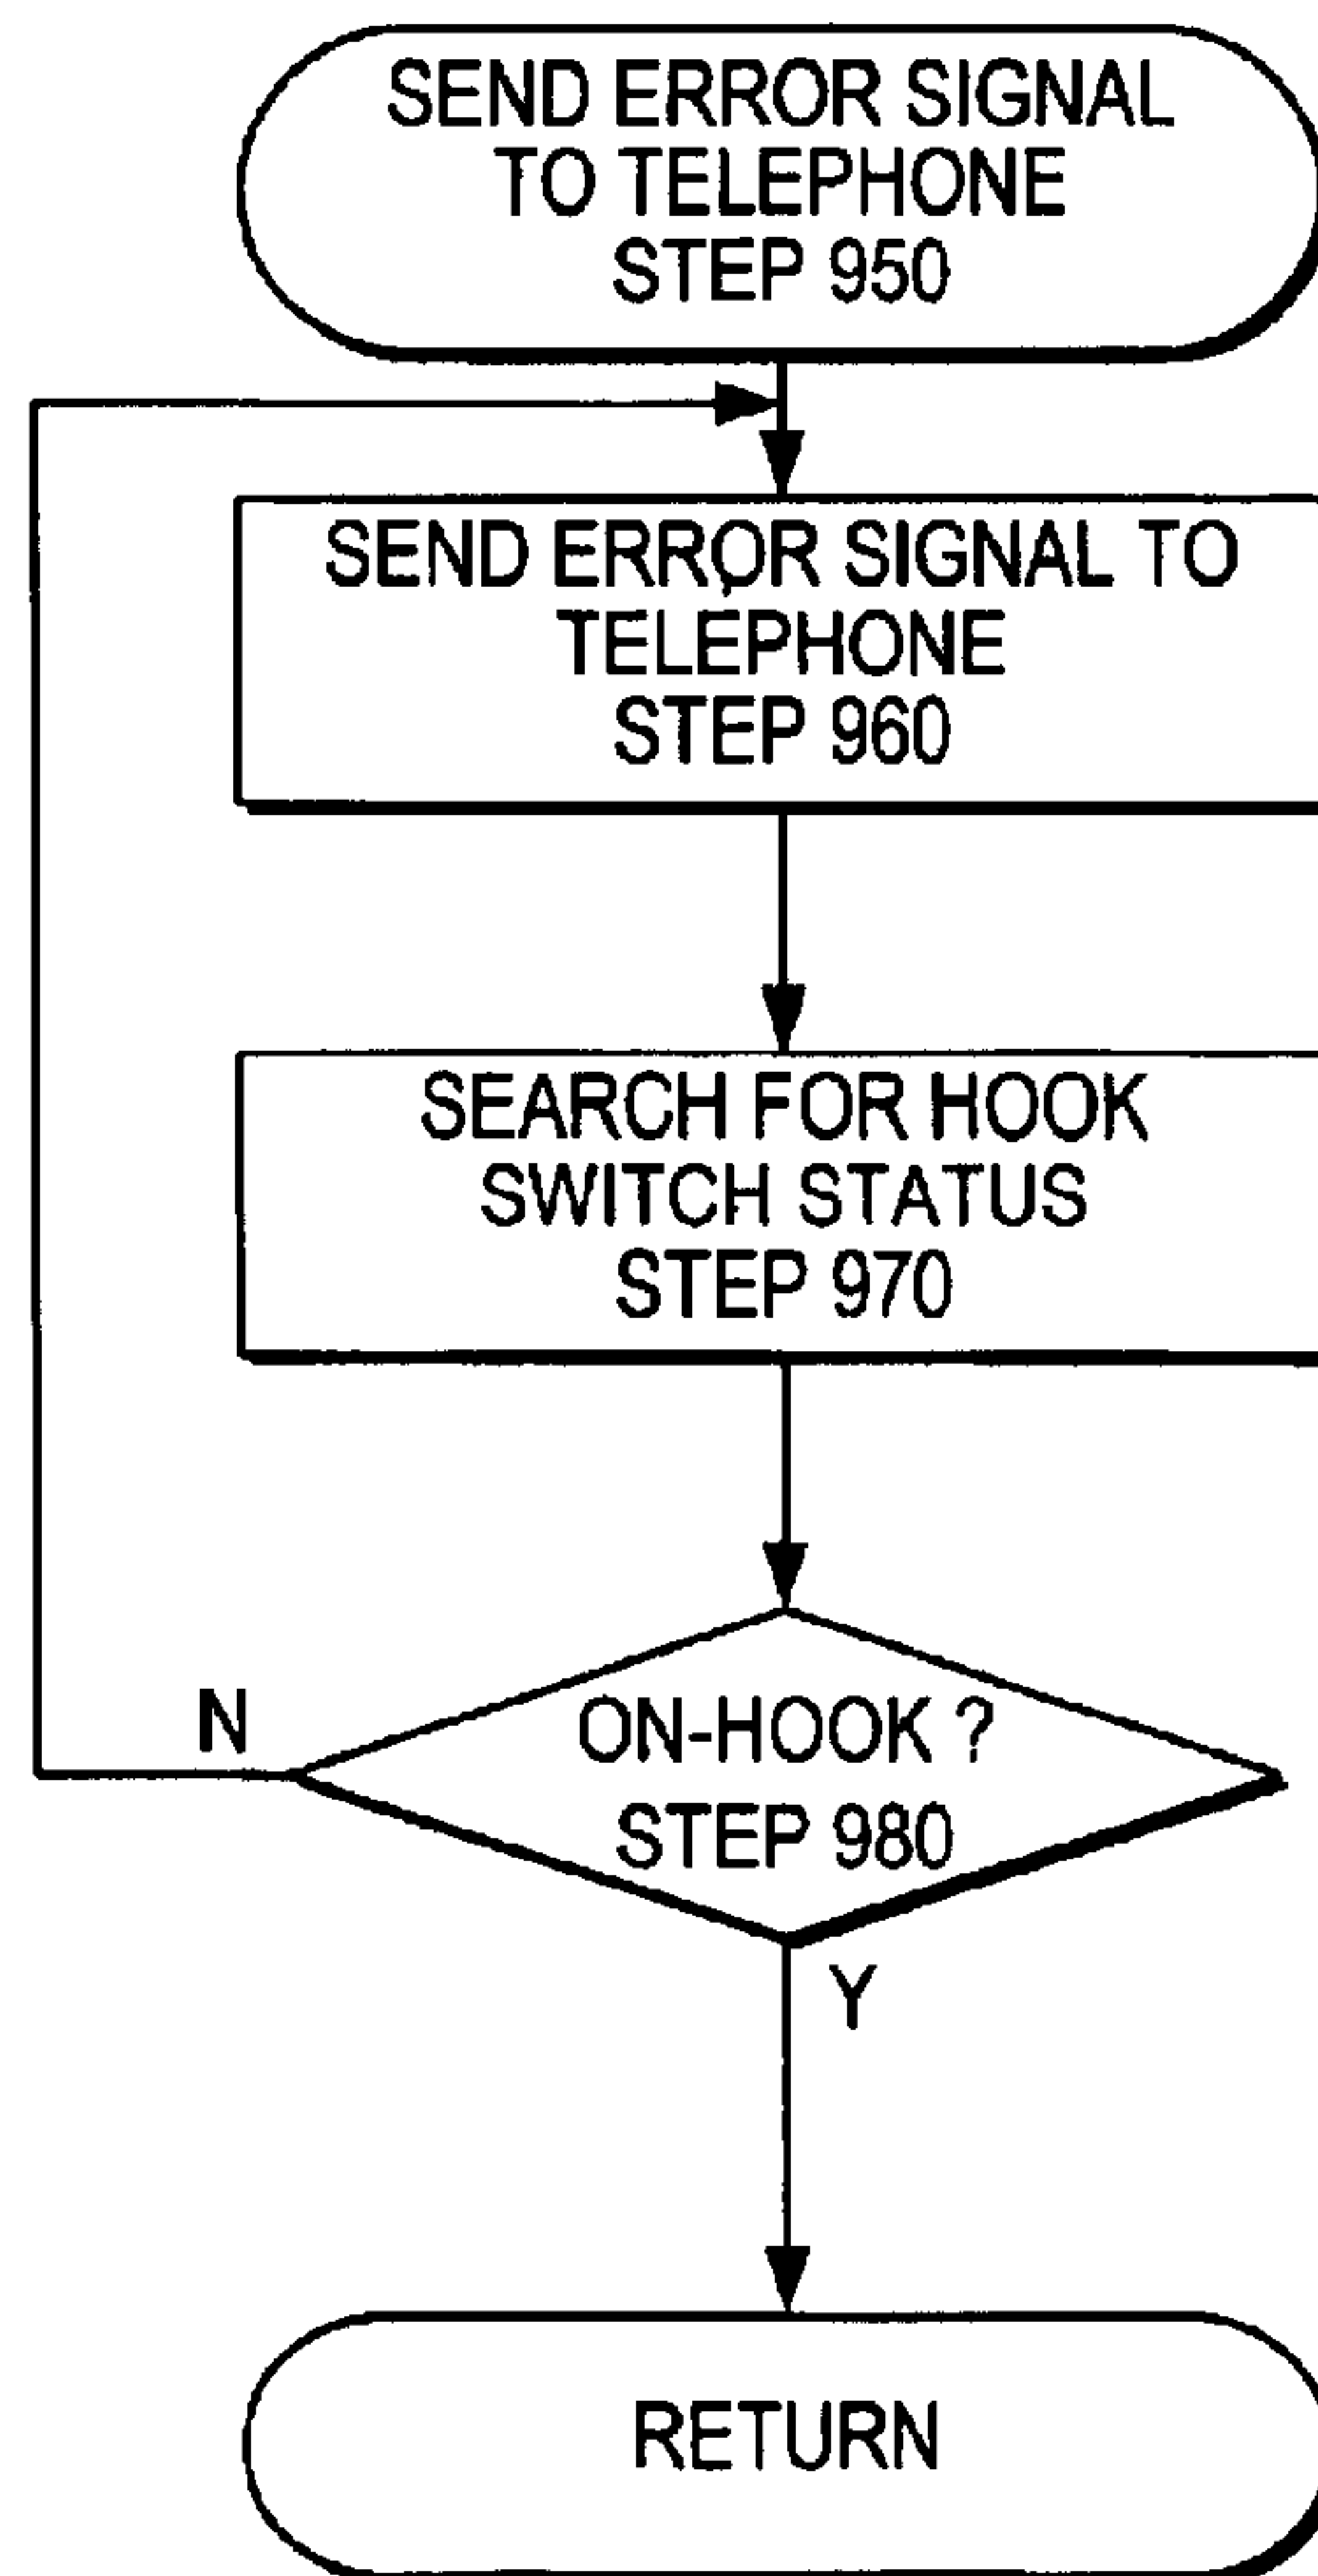 SEND ERROR SIGNAL
TO TELEPHONE
STEP 950
SEND ERROR SIGNAL TO
TELEPHONE
STEP 960
SEARCH FOR HOOK
SWITCH STATUS
STEP 970
N
ON-HOOK ?
STEP 980
Y
RETURN